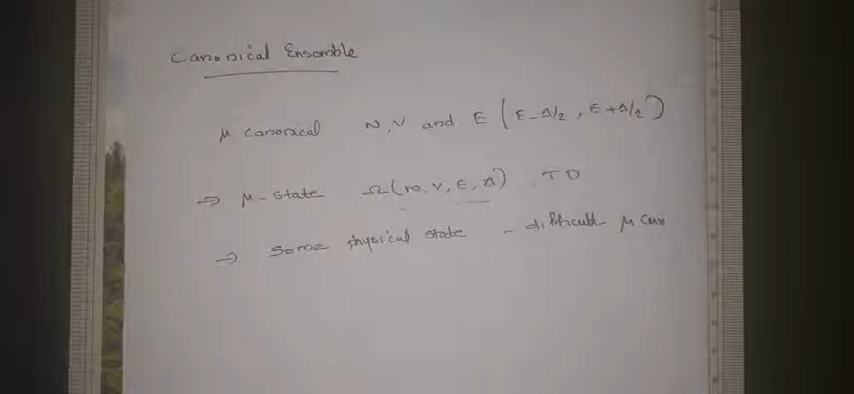 Canonical Ensemble
μ canonical N, V and E (E-Δ/2, E+Δ/2)
⇒ μ-state Ω(N, V, E, Δ) TD
→ Some physical state - difficult μ can